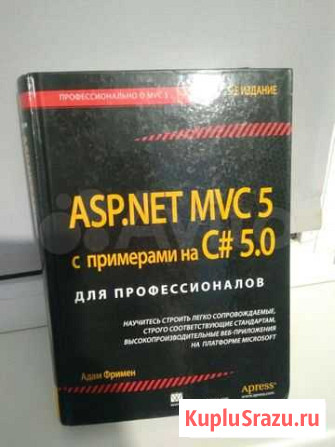 ПРОФЕССИОНАЛЬНО О MVC 5
ИЗДАНИЕ
ASP.NET MVC 5
с примерами на C# 5.0
ДЛЯ ПРОФЕССИОНАЛОВ
НАУЧИТЕСЬ СТРОИТЬ ЛЕГКО СОПРОВОЖДАЕМЫЕ,
СТРОГО СООТВЕТСТВУЮЩИЕ СТАНДАРТАМ,
ВЫСОКОПРОИЗВОДИТЕЛЬНЫЕ ВЕБ-ПРИЛОЖЕНИЯ
НА ПЛАТФОРМЕ MICROSOFT
Адам Фримен
Apress
KupluSrazu.ru